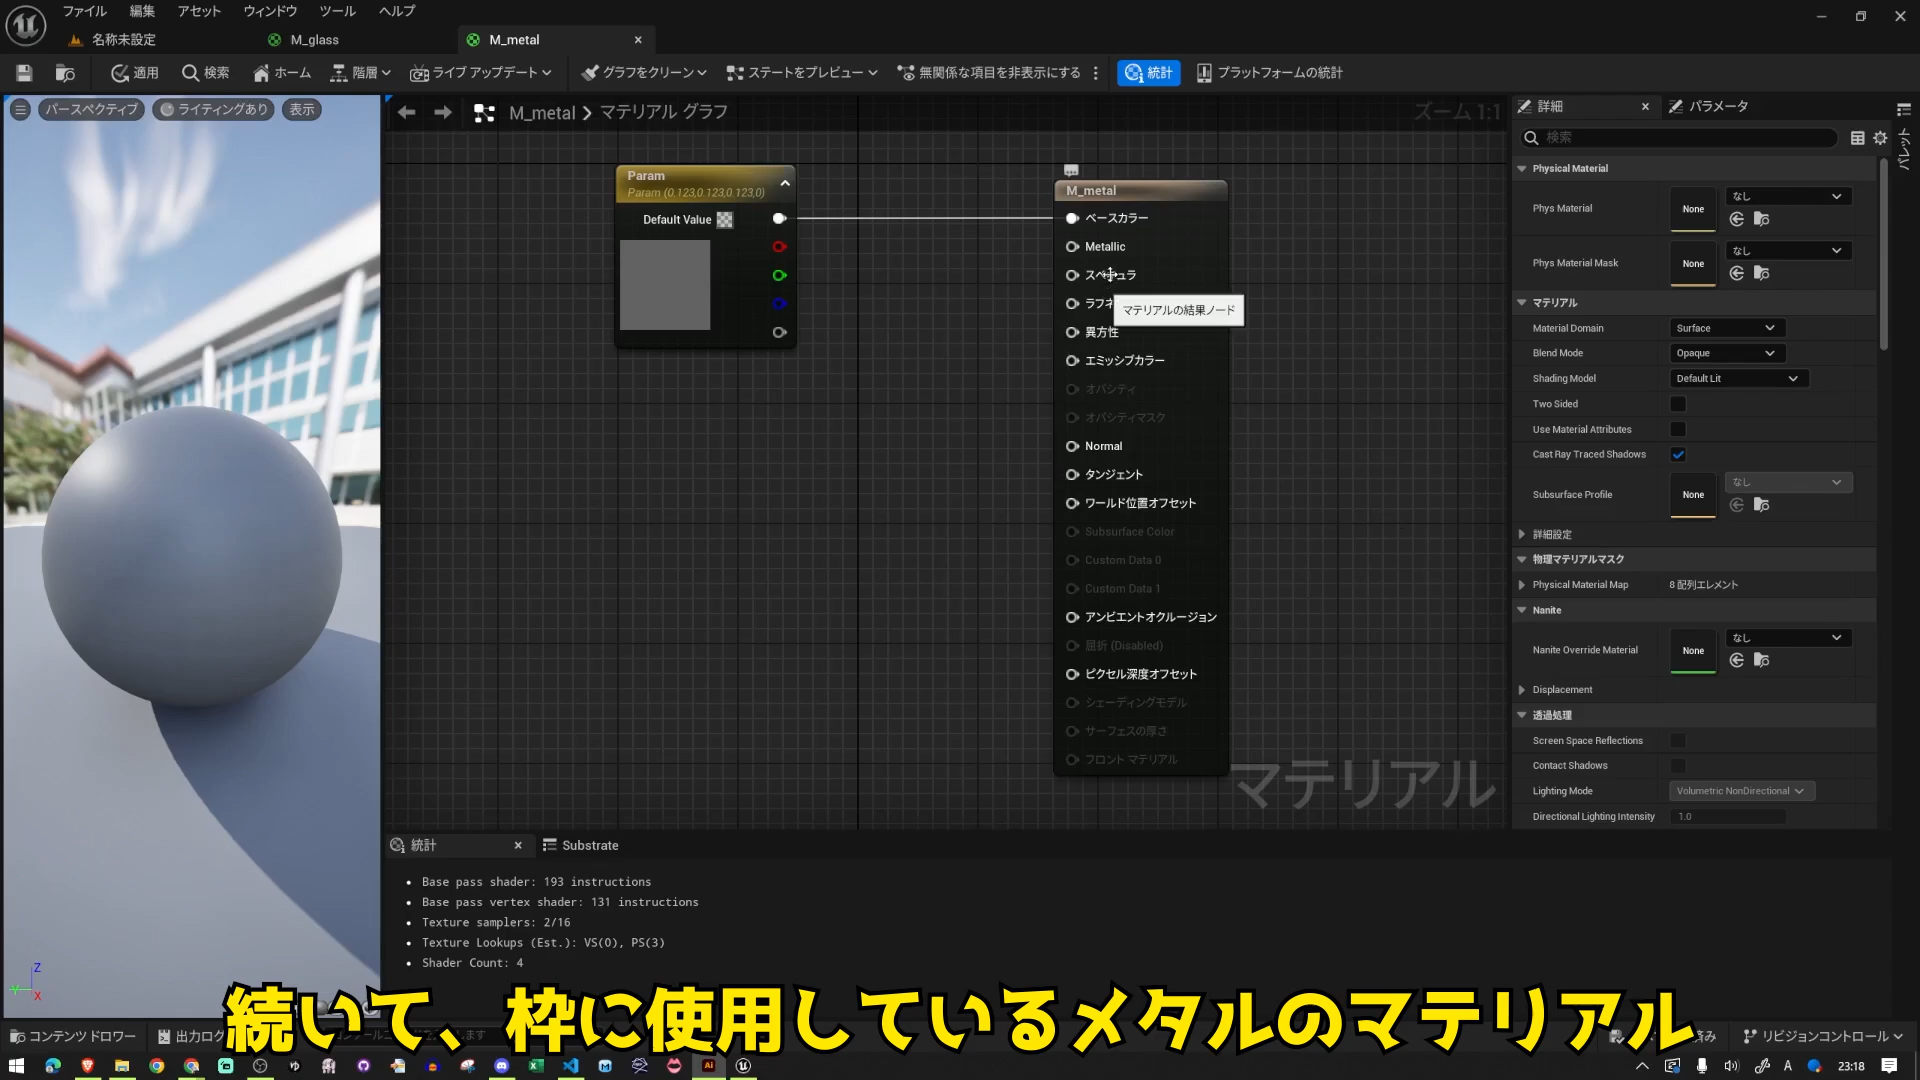 ファイル 編集 アセット ウィンドウ ツール ヘルプ
名称未設定 M_glass M_metal
適用 検索 ホーム 階層 ライブ アップデート グラフをクリーン ステートをプレビュー 無関係な項目を非表示にする 統計 プラットフォームの統計
パースペクティブ ライティングあり 表示
M_metal マテリアル グラフ ズーム 1:1
詳細 パラメータ
パレット
検索
Param
Param (0.123,0.123,0.123,0)
Default Value
M_metal
ベースカラー
Metallic
スペキュラ
ラフネ
マテリアルの結果ノード
異方性
エミッシブカラー
オパシティ
オパシティマスク
Normal
タンジェント
ワールド位置オフセット
Subsurface Color
Custom Data 0
Custom Data 1
アンビエントオクルージョン
屈折 (Disabled)
ピクセル深度オフセット
シェーディングモデル
サーフェスの厚さ
フロント マテリアル
マテリアル
Physical Material
Phys Material None なし
Phys Material Mask None なし
マテリアル
Material Domain Surface
Blend Mode Opaque
Shading Model Default Lit
Two Sided
Use Material Attributes
Cast Ray Traced Shadows
Subsurface Profile None なし
詳細設定
物理マテリアルマスク
Physical Material Map 8 配列エレメント
Nanite
Nanite Override Material None なし
Displacement
透過処理
Screen Space Reflections
Contact Shadows
Lighting Mode Volumetric NonDirectional
Directional Lighting Intensity 1.0
統計 Substrate
Base pass shader: 193 instructions
Base pass vertex shader: 131 instructions
Texture samplers: 2/16
Texture Lookups (Est.): VS(0), PS(3)
Shader Count: 4
Z
Y
X
続いて、枠に使用しているメタルのマテリアル
コンテンツ ドロワー 出力ログ リビジョンコントロール
A 23:18